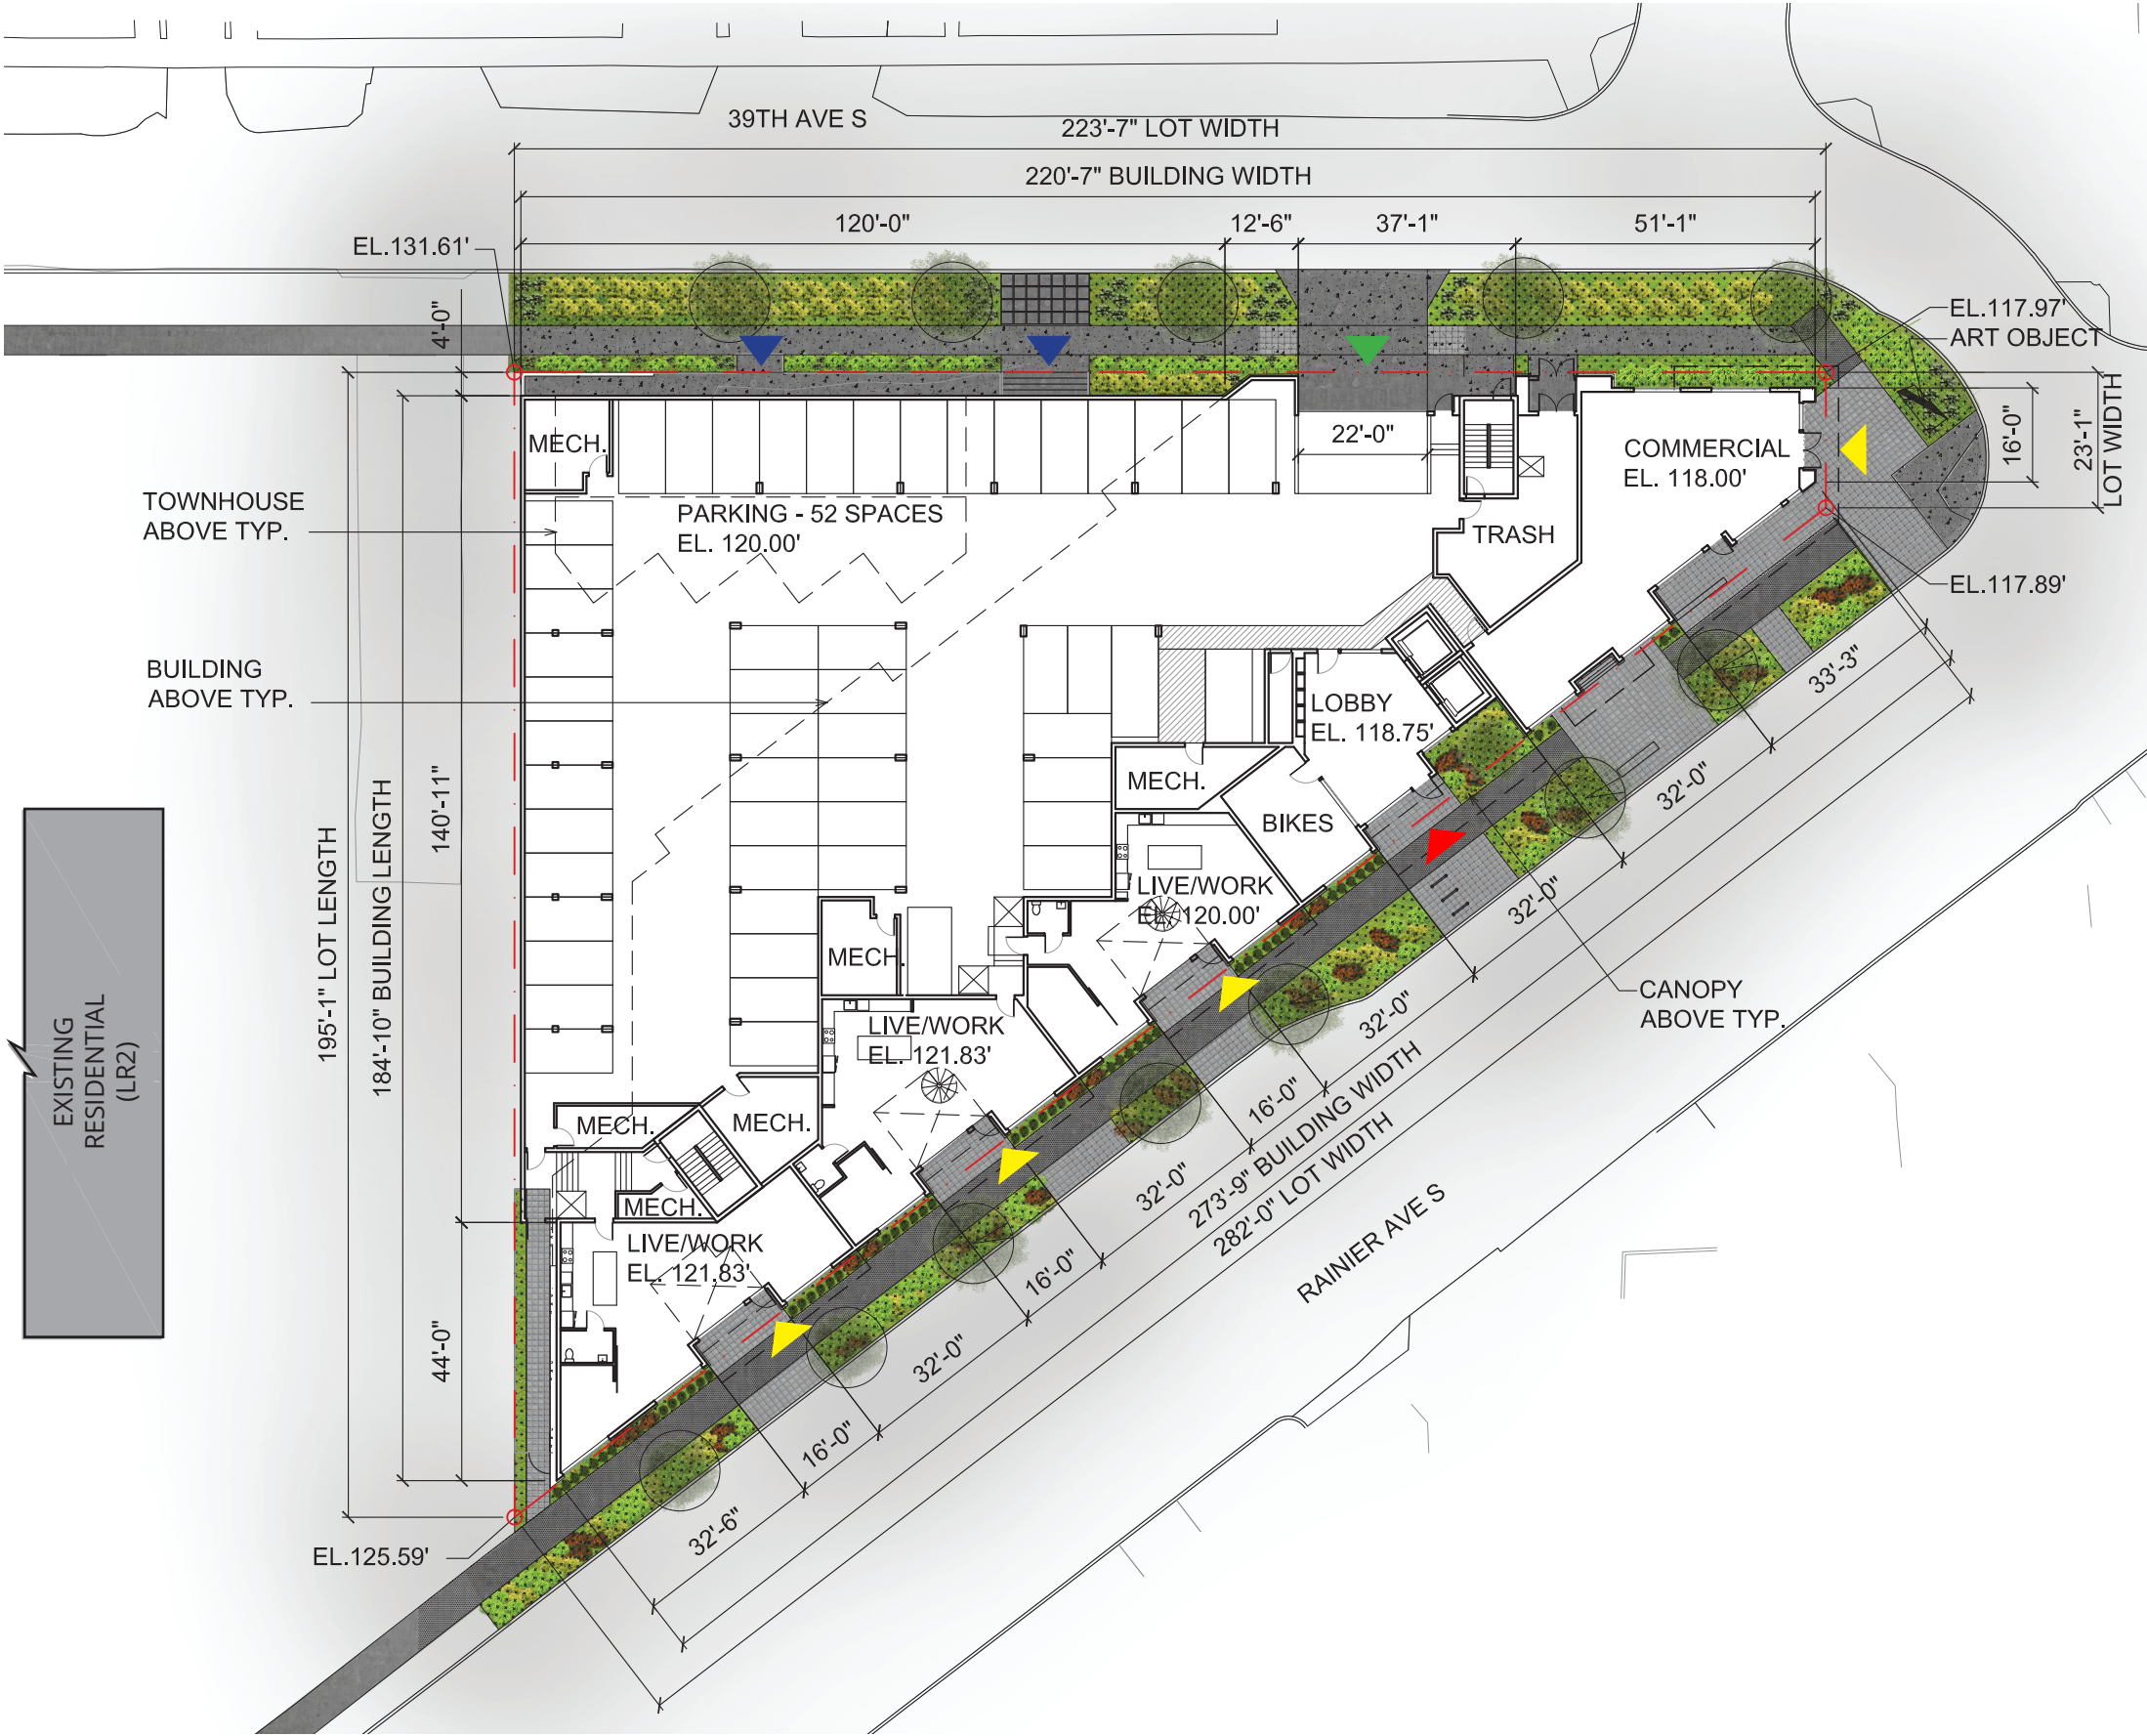 39TH AVE S
223'-7" LOT WIDTH
220'-7" BUILDING WIDTH
120'-0"
12'-6"
37'-1"
51'-1"
EL.131.61'
4'-0"
EL.117.97'
ART OBJECT
MECH.
22'-0"
COMMERCIAL
EL. 118.00'
16'-0"
23'-1"
LOT WIDTH
TOWNHOUSE
ABOVE TYP.
PARKING - 52 SPACES
EL. 120.00'
TRASH
EL.117.89'
BUILDING
ABOVE TYP.
LOBBY
EL. 118.75'
33'-3"
MECH.
32'-0"
BIKES
195'-1" LOT LENGTH
184'-10" BUILDING LENGTH
140'-11"
LIVE/WORK
EL. 120.00'
32'-0"
MECH.
CANOPY
ABOVE TYP.
EXISTING
RESIDENTIAL
(LR2)
LIVE/WORK
EL. 121.83'
32'-0"
MECH.
MECH.
16'-0"
273'-9" BUILDING WIDTH
282'-0" LOT WIDTH
32'-0"
RAINIER AVE S
MECH.
LIVE/WORK
EL. 121.83'
16'-0"
44'-0"
32'-0"
16'-0"
32'-6"
EL.125.59'